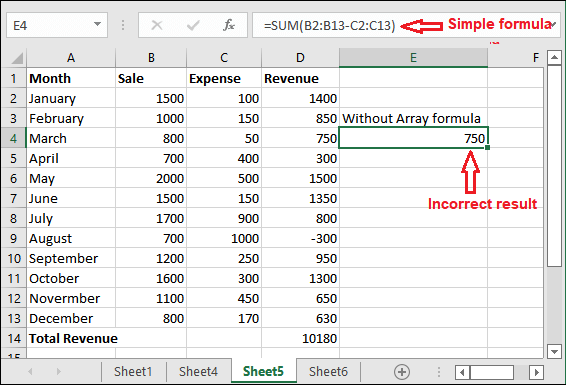 E4 fx =SUM(B2:B13-C2:C13) Simple formula
A B C D E F
1 Month Sale Expense Revenue
2 January 1500 100 1400
3 February 1000 150 850 Without Array formula
4 March 800 50 750 750
5 April 700 400 300
6 May 2000 500 1500
7 June 1500 150 1350 Incorrect result
8 July 1700 900 800
9 August 700 1000 -300
10 September 1200 250 950
11 October 1600 300 1300
12 Novermber 1100 450 650
13 December 800 170 630
14 Total Revenue 10180
15
Sheet1 Sheet4 Sheet5 Sheet6